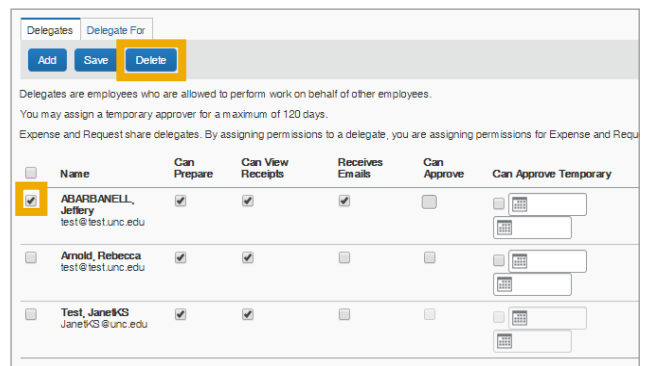 Delegates Delegate For
Add Save Delete
Delegates are employees who are allowed to perform work on behalf of other employees.
You may assign a temporary approver for a maximum of 120 days.
Expense and Request share delegates. By assigning permissions to a delegate, you are assigning permissions for Expense and Requ
Name Can Prepare Can View Receipts Receives Emails Can Approve Can Approve Temporary
ABARBANELL,
Jeffery
test@test.unc.edu
Arnold, Rebecca
test@test.unc.edu
Test, JanetKS
JanetKS@unc.edu